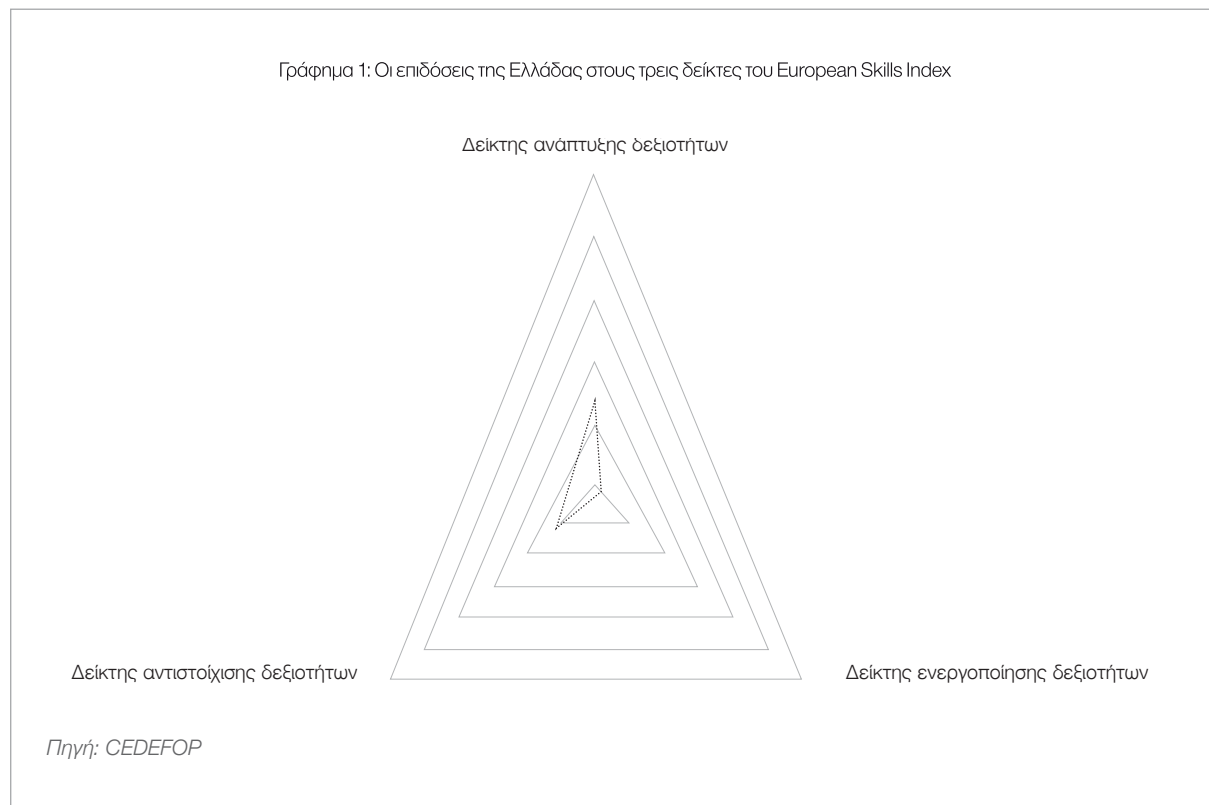 Γράφημα 1: Οι επιδόσεις της Ελλάδας στους τρεις δείκτες του European Skills Index
Δείκτης ανάπτυξης δεξιοτήτων
Δείκτης αντιστοίχισης δεξιοτήτων
Δείκτης ενεργοποίησης δεξιοτήτων
Πηγή: CEDEFOP